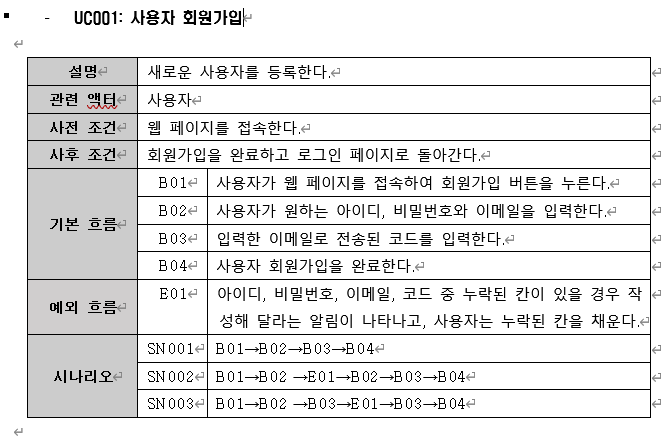 - UC001: 사용자 회원가입
설명 새로운 사용자를 등록한다.
관련 액터 사용자
사전 조건 웹 페이지를 접속한다.
사후 조건 회원가입을 완료하고 로그인 페이지로 돌아간다.
기본 흐름
B01 사용자가 웹 페이지를 접속하여 회원가입 버튼을 누른다.
B02 사용자가 원하는 아이디, 비밀번호와 이메일을 입력한다.
B03 입력한 이메일로 전송된 코드를 입력한다.
B04 사용자 회원가입을 완료한다.
예외 흐름
E01 아이디, 비밀번호, 이메일, 코드 중 누락된 칸이 있을 경우 작
성해 달라는 알림이 나타나고, 사용자는 누락된 칸을 채운다.
시나리오
SN001 B01→B02→B03→B04
SN002 B01→B02 →E01→B02→B03→B04
SN003 B01→B02 →B03→E01→B03→B04